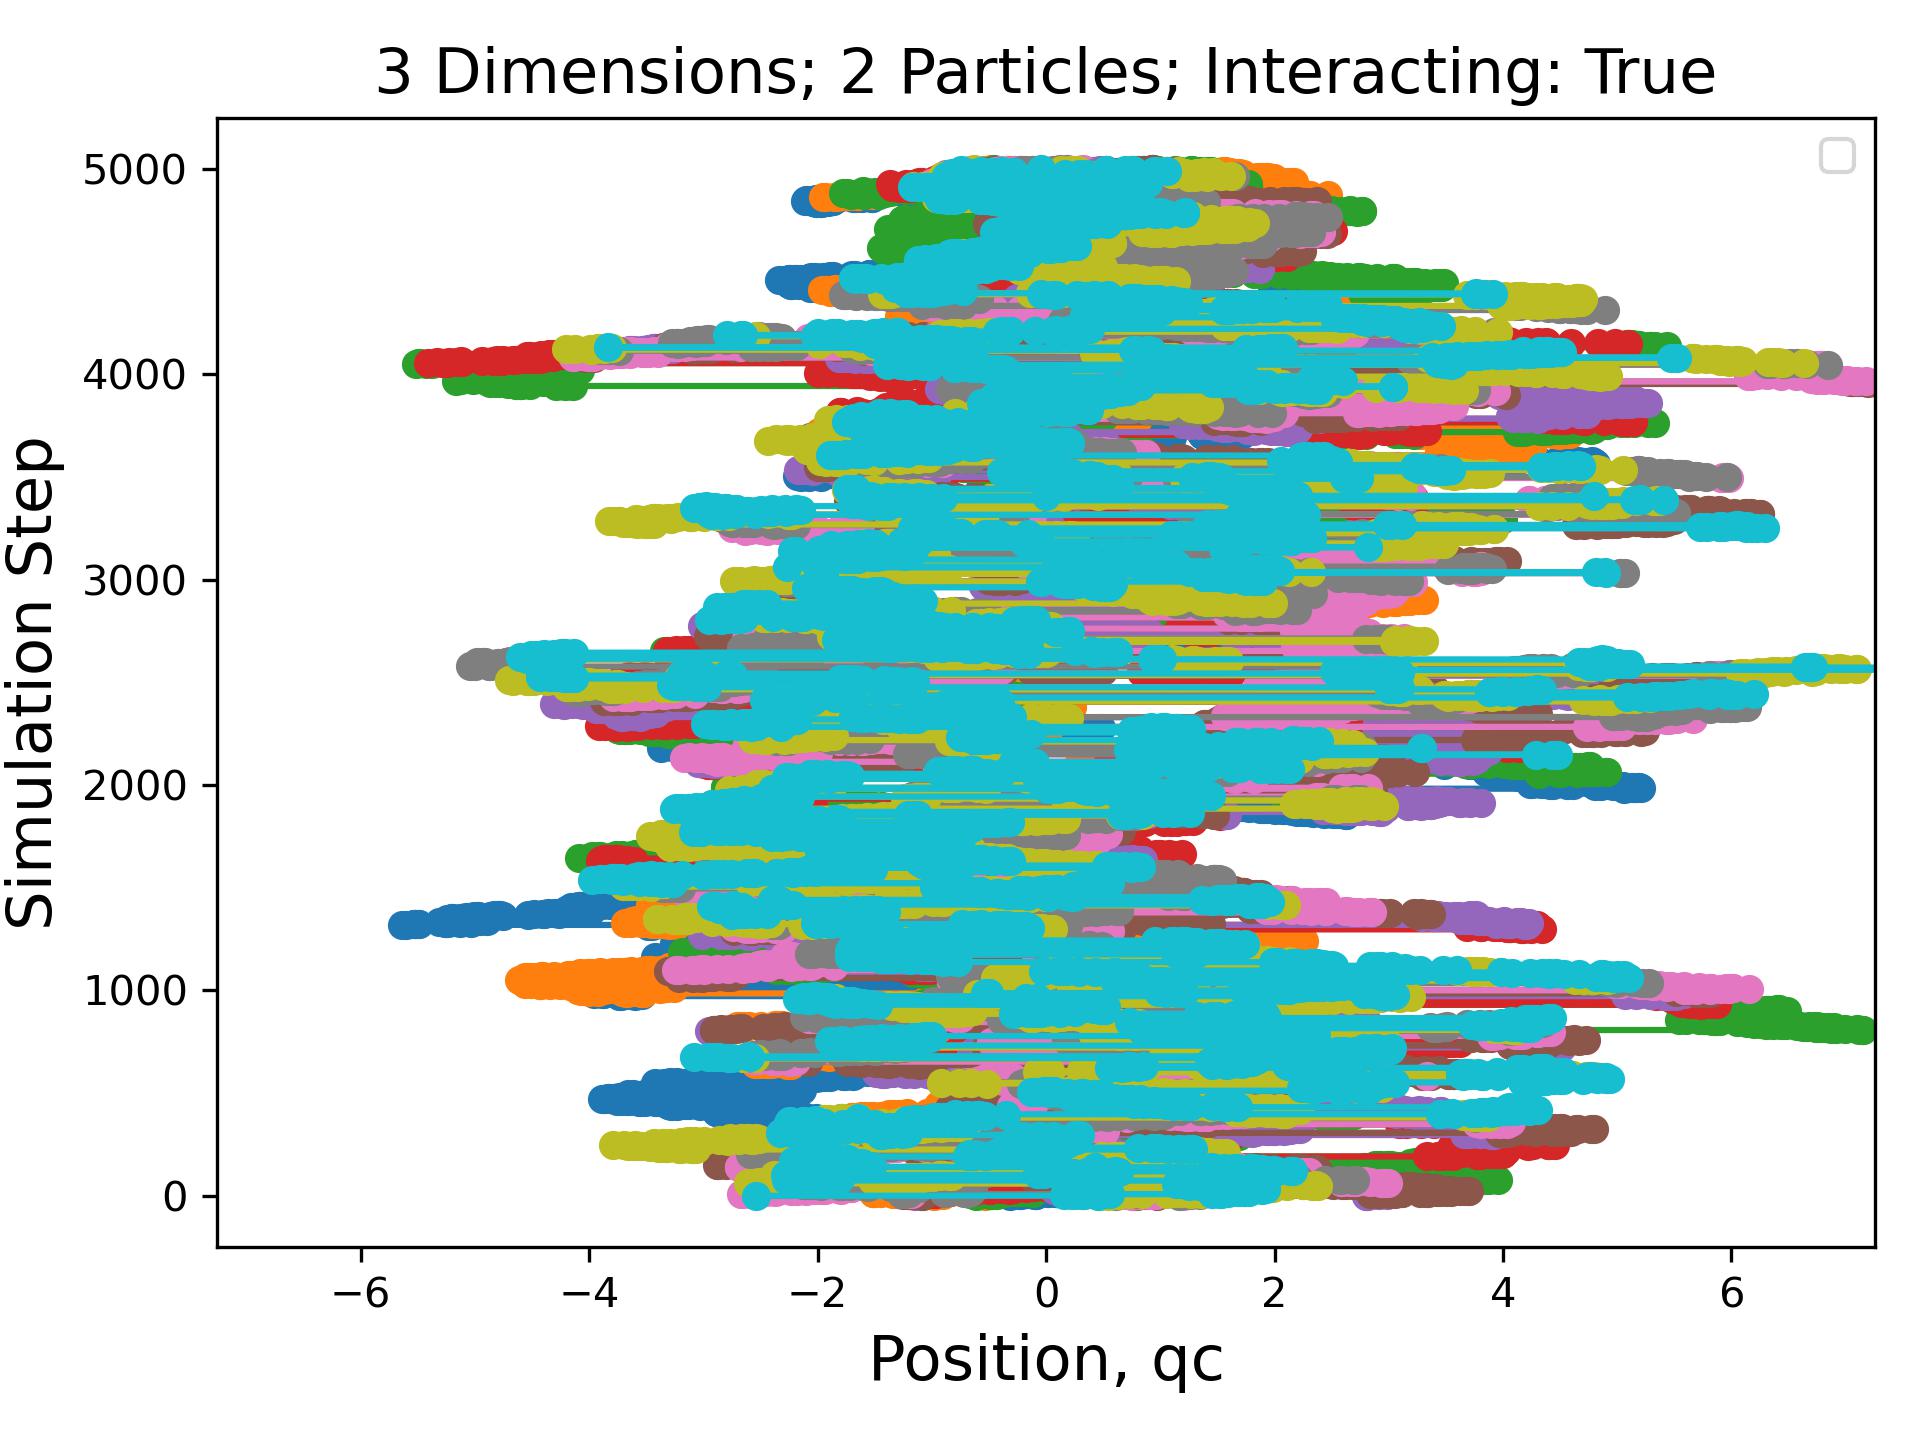 3 Dimensions; 2 Particles; Interacting: True
5000
4000
3000
2000
1000
0
Simulation Step
−6 −4 −2 0 2 4 6
Position, qc